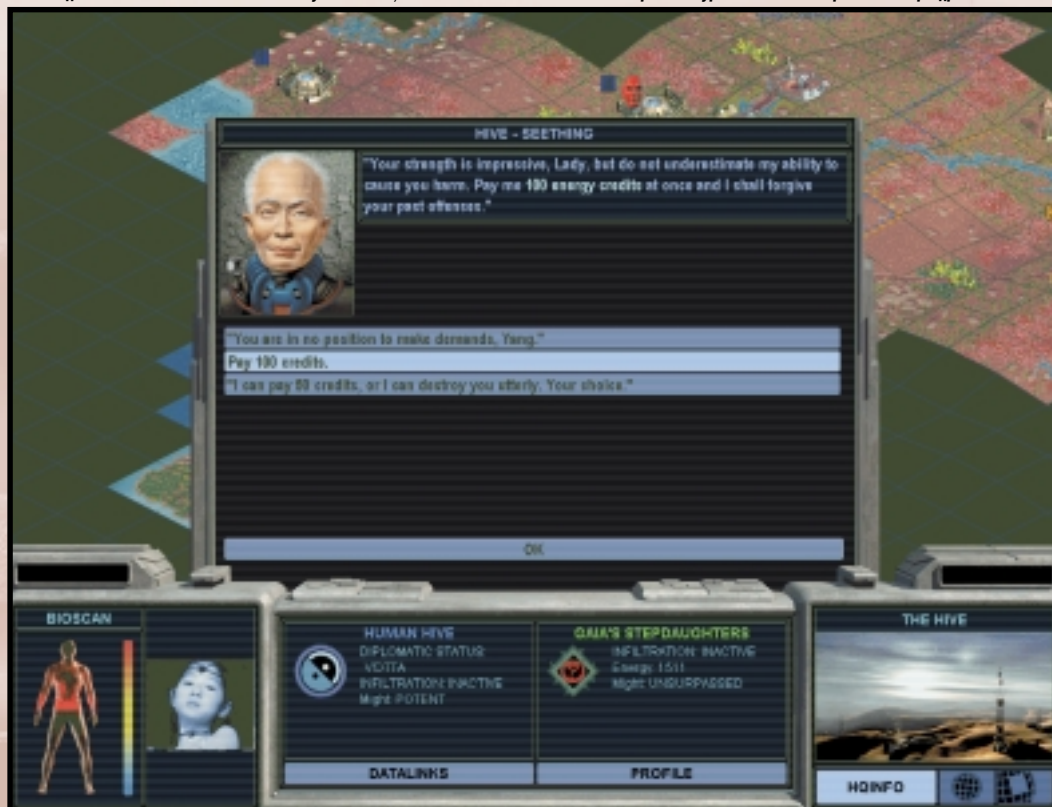 HIVE - SEETHING
"Your strength is impressive, Lady, but do not underestimate my ability to
cause you harm. Pay me 100 energy credits at once and I shall forgive
your past offenses."
"You are in no position to make demands, Yang."
Pay 100 credits.
"I can pay 50 credits, or I can destroy you utterly. Your choice."
OK
BIOSCAN
HUMAN HIVE
DIPLOMATIC STATUS:
INFILTRATION: INACTIVE
Might: POTENT
DATALINKS
GAIA'S STEPDAUGHTERS
INFILTRATION: INACTIVE
Energy: 1511
Might: UNSURPASSED
PROFILE
THE HIVE
HQINFO